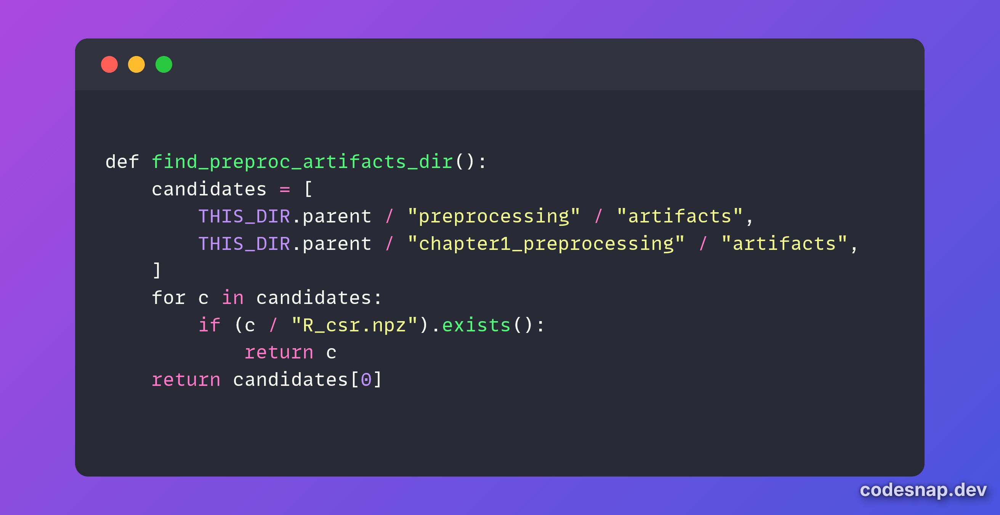 def find_preproc_artifacts_dir():
    candidates = [
        THIS_DIR.parent / "preprocessing" / "artifacts",
        THIS_DIR.parent / "chapter1_preprocessing" / "artifacts",
    ]
    for c in candidates:
        if (c / "R_csr.npz").exists():
            return c
    return candidates[0]
codesnap.dev